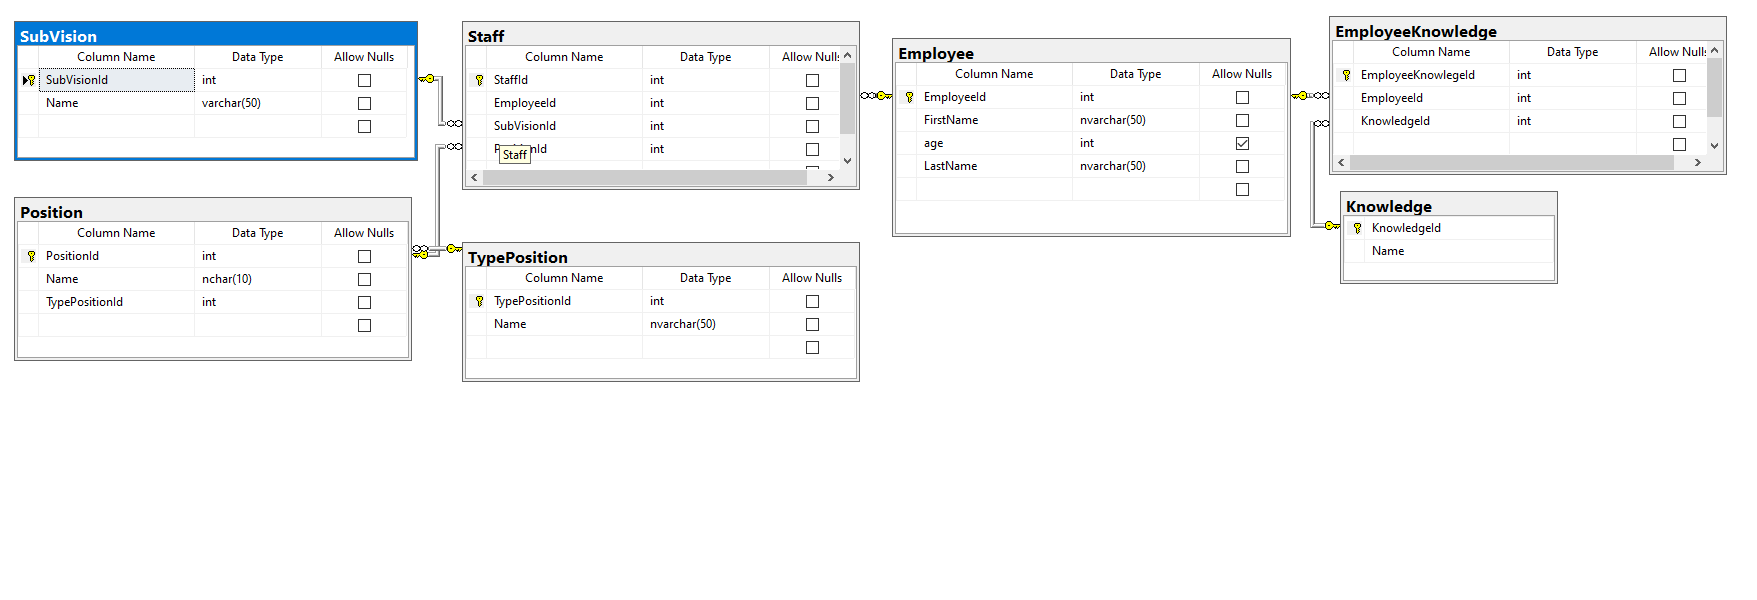 SubVision
Column Name Data Type Allow Nulls
SubVisionId int
Name varchar(50)
Staff
Column Name Data Type Allow Nulls
StaffId int
EmployeeId int
SubVisionId int
int
Staff
Employee
Column Name Data Type Allow Nulls
EmployeeId int
FirstName nvarchar(50)
age int
LastName nvarchar(50)
EmployeeKnowledge
Column Name Data Type Allow
EmployeeKnowlegeId int
EmployeeId int
KnowledgeId int
Knowledge
KnowledgeId
Name
Position
Column Name Data Type Allow Nulls
PositionId int
Name nchar(10)
TypePositionId int
TypePosition
Column Name Data Type Allow Nulls
TypePositionId int
Name nvarchar(50)